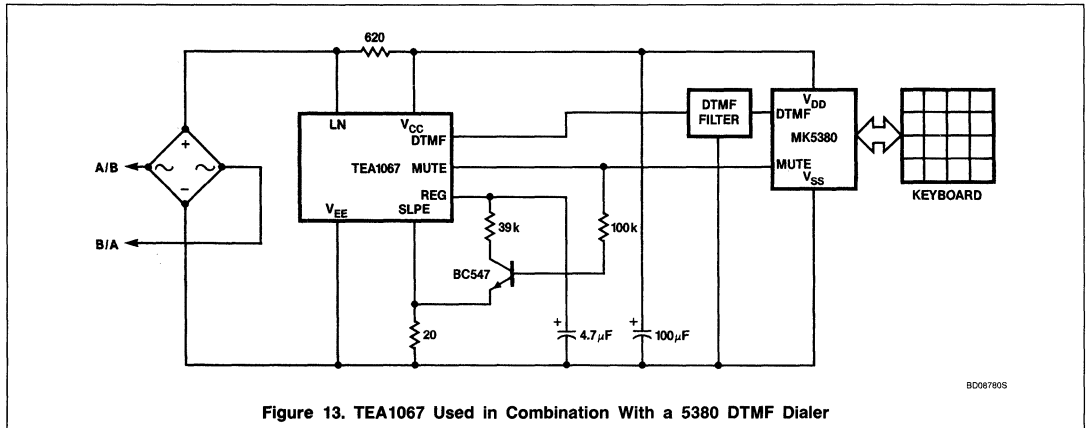 620
LN
VCC
DTMF
TEA1067
MUTE
REG
VEE
SLPE
DTMF
FILTER
VDD
DTMF
MK5380
MUTE
VSS
KEYBOARD
A/B
B/A
+
−
39k
100k
BC547
20
+
4.7μF
+
100μF
BD08780S
Figure 13. TEA1067 Used in Combination With a 5380 DTMF Dialer